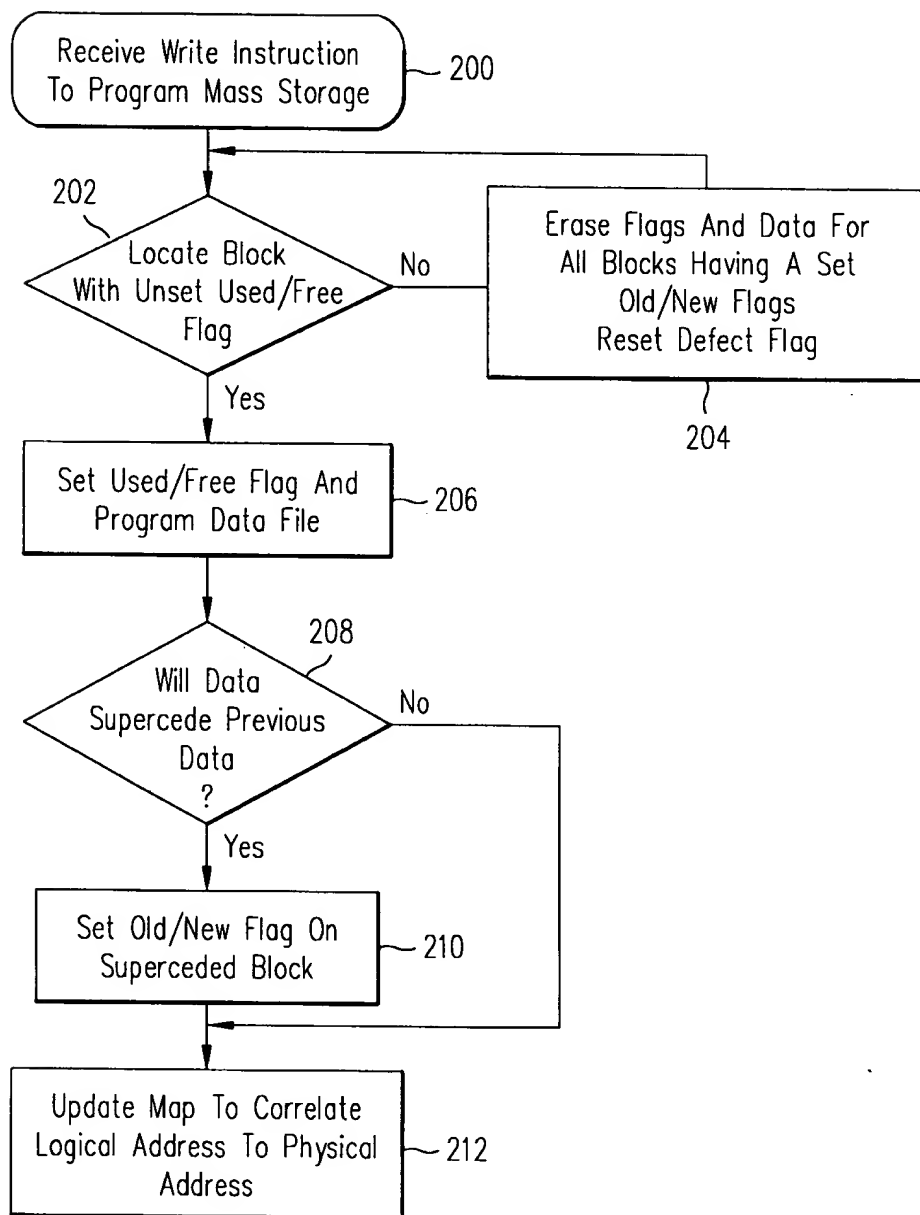 Receive Write Instruction
To Program Mass Storage
200
202
Locate Block
With Unset Used/Free
Flag
No
Erase Flags And Data For
All Blocks Having A Set
Old/New Flags
Reset Defect Flag
204
Yes
Set Used/Free Flag And
Program Data File
206
208
Will Data
Supercede Previous
Data
?
No
Yes
Set Old/New Flag On
Superceded Block
210
Update Map To Correlate
Logical Address To Physical
Address
212